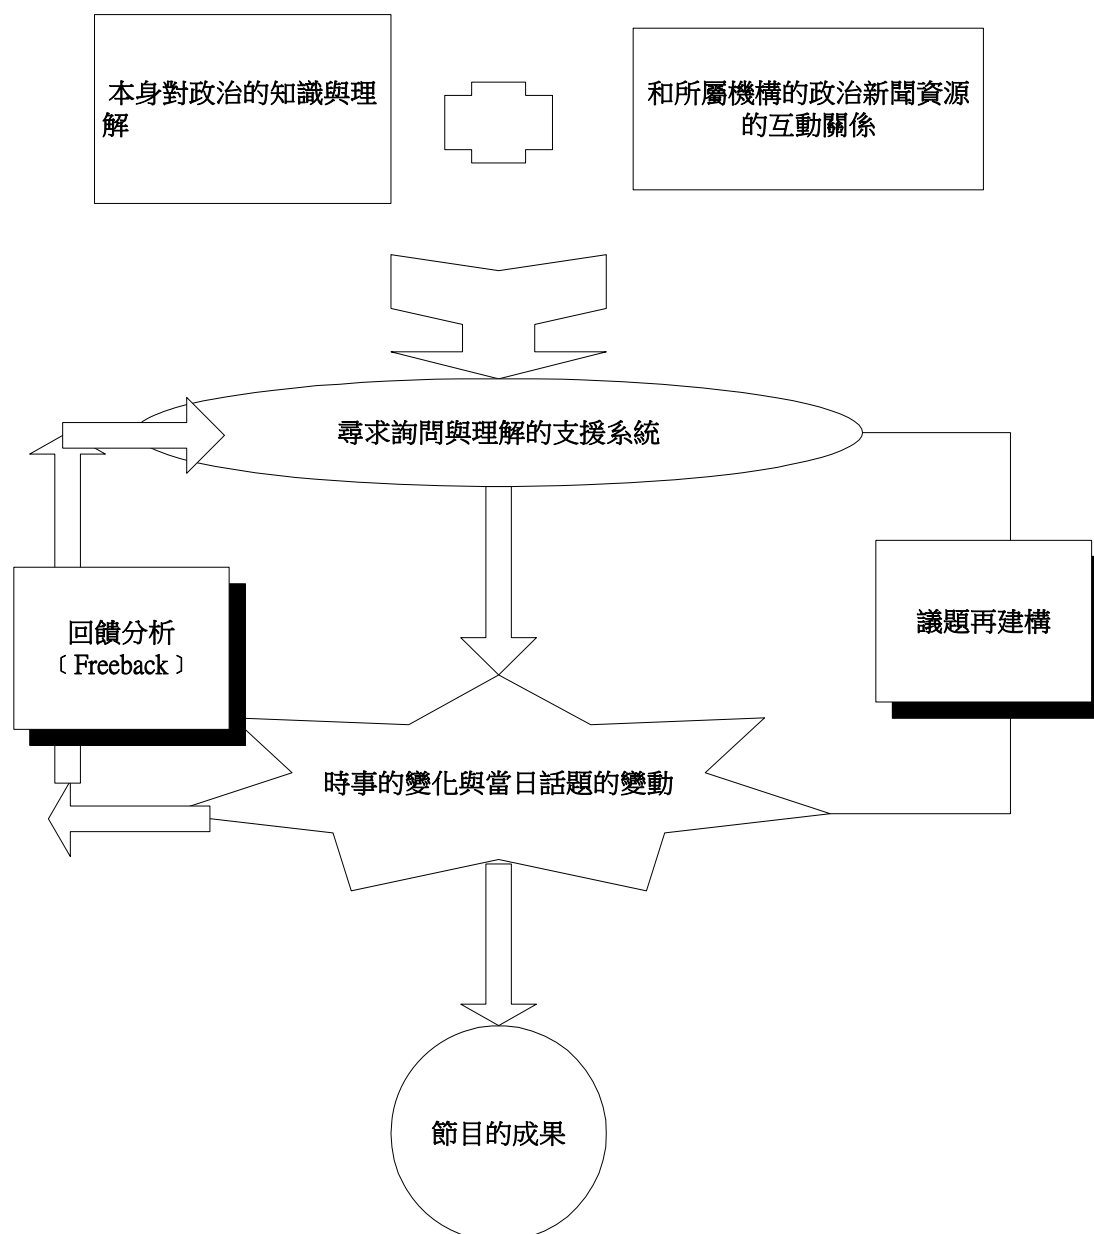 本身對政治的知識與理
解
和所屬機構的政治新聞資源
的互動關係
尋求詢問與理解的支援系統
回饋分析
﹝Freeback﹞
議題再建構
時事的變化與當日話題的變動
節目的成果